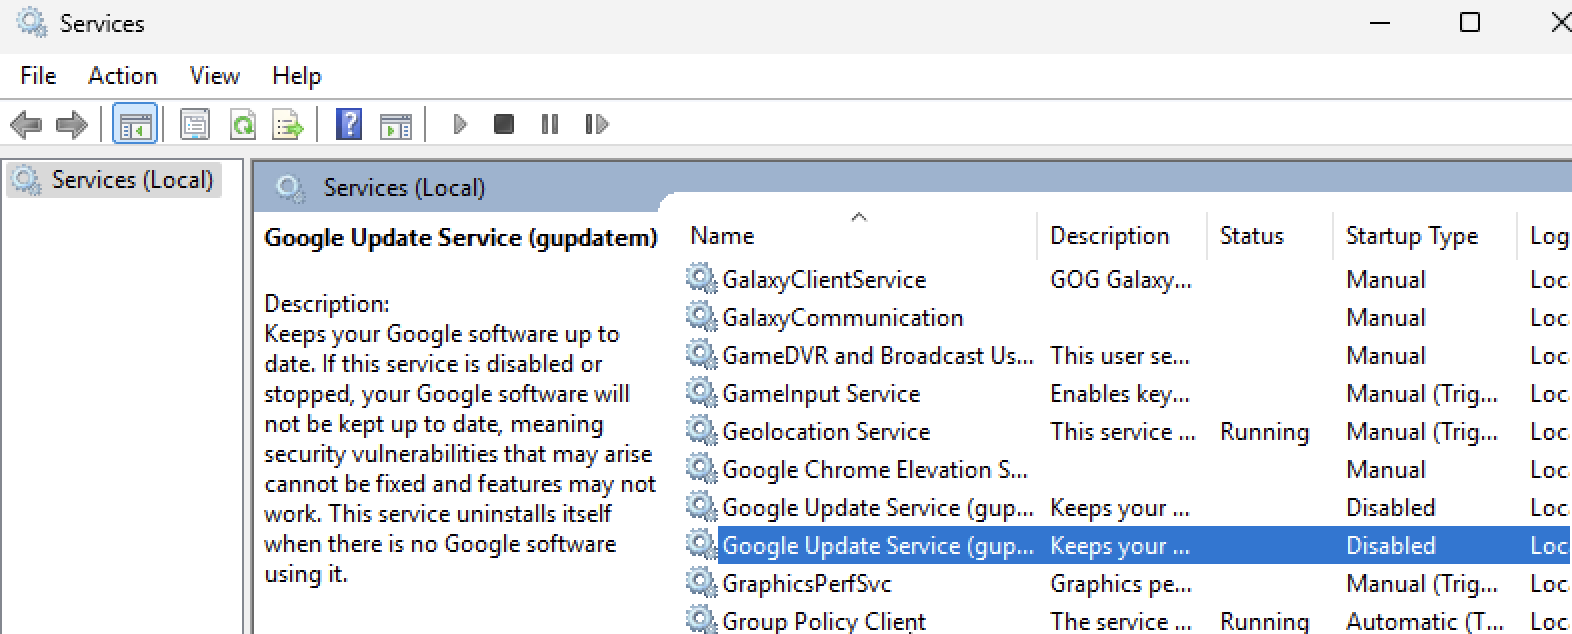 Services
File Action View Help
Services (Local)
Services (Local)
Google Update Service (gupdatem)
Description:
Keeps your Google software up to
date. If this service is disabled or
stopped, your Google software will
not be kept up to date, meaning
security vulnerabilities that may arise
cannot be fixed and features may not
work. This service uninstalls itself
when there is no Google software
using it.
Name Description Status Startup Type Log
GalaxyClientService GOG Galaxy... Manual Loc
GalaxyCommunication Manual Loc
GameDVR and Broadcast Us... This user se... Manual Loc
GameInput Service Enables key... Manual (Trig... Loc
Geolocation Service This service ... Running Manual (Trig... Loc
Google Chrome Elevation S... Manual Loc
Google Update Service (gup... Keeps your ... Disabled Loc
Google Update Service (gup... Keeps your ... Disabled Loc
GraphicsPerfSvc Graphics pe... Manual (Trig... Loc
Group Policy Client The service ... Running Automatic (T... Loc